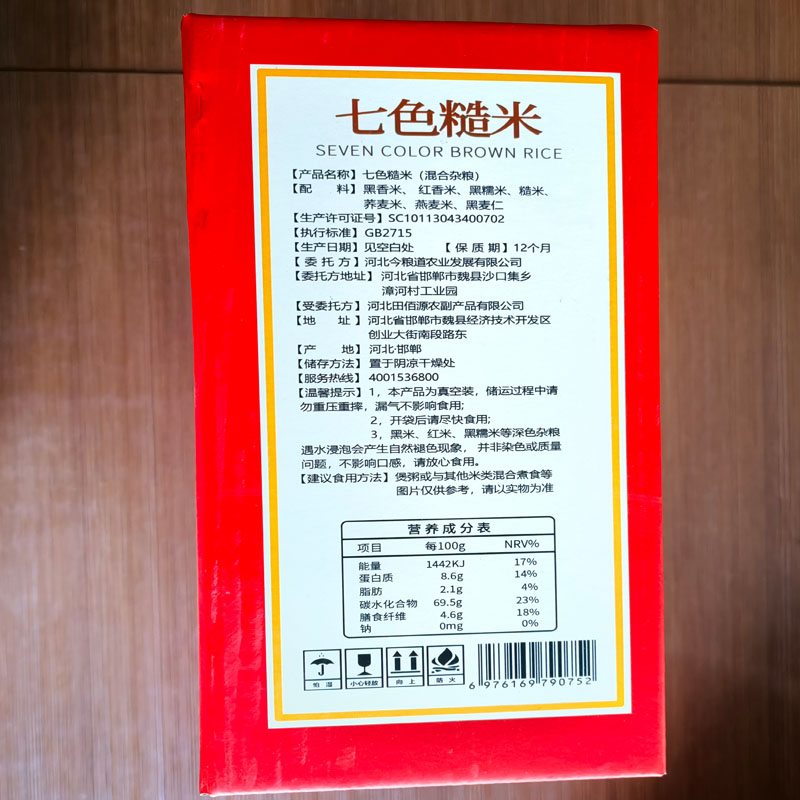 七色糙米
SEVEN COLOR BROWN RICE
【产品名称】七色糙米（混合杂粮）
【配 料】黑香米、红香米、黑糯米、糙米、
荞麦米、燕麦米、黑麦仁
【生产许可证号】SC10113043400702
【执行标准】GB2715
【生产日期】见空白处 【保质期】12个月
【委托方】河北今粮道农业发展有限公司
【委托方地址】河北省邯郸市魏县沙口集乡
漳河村工业园
【受委托方】河北田佰源农副产品有限公司
【地 址】河北省邯郸市魏县经济技术开发区
创业大街南段路东
【产 地】河北·邯郸
【储存方法】置于阴凉干燥处
【服务热线】4001536800
【温馨提示】1，本产品为真空装，储运过程中请
勿重压重摔，漏气不影响食用；
2，开袋后请尽快食用；
3，黑米、红米、黑糯米等深色杂粮
遇水浸泡会产生自然褪色现象，并非染色或质量
问题，不影响口感，请放心食用。
【建议食用方法】煲粥或与其他米类混合煮食等
图片仅供参考，请以实物为准
营养成分表
项目 每100g NRV%
能量 1442KJ 17%
蛋白质 8.6g 14%
脂肪 2.1g 4%
碳水化合物 69.5g 23%
膳食纤维 4.6g 18%
钠 0mg 0%
怕湿 小心轻放 向上 防火
6 976169 790752